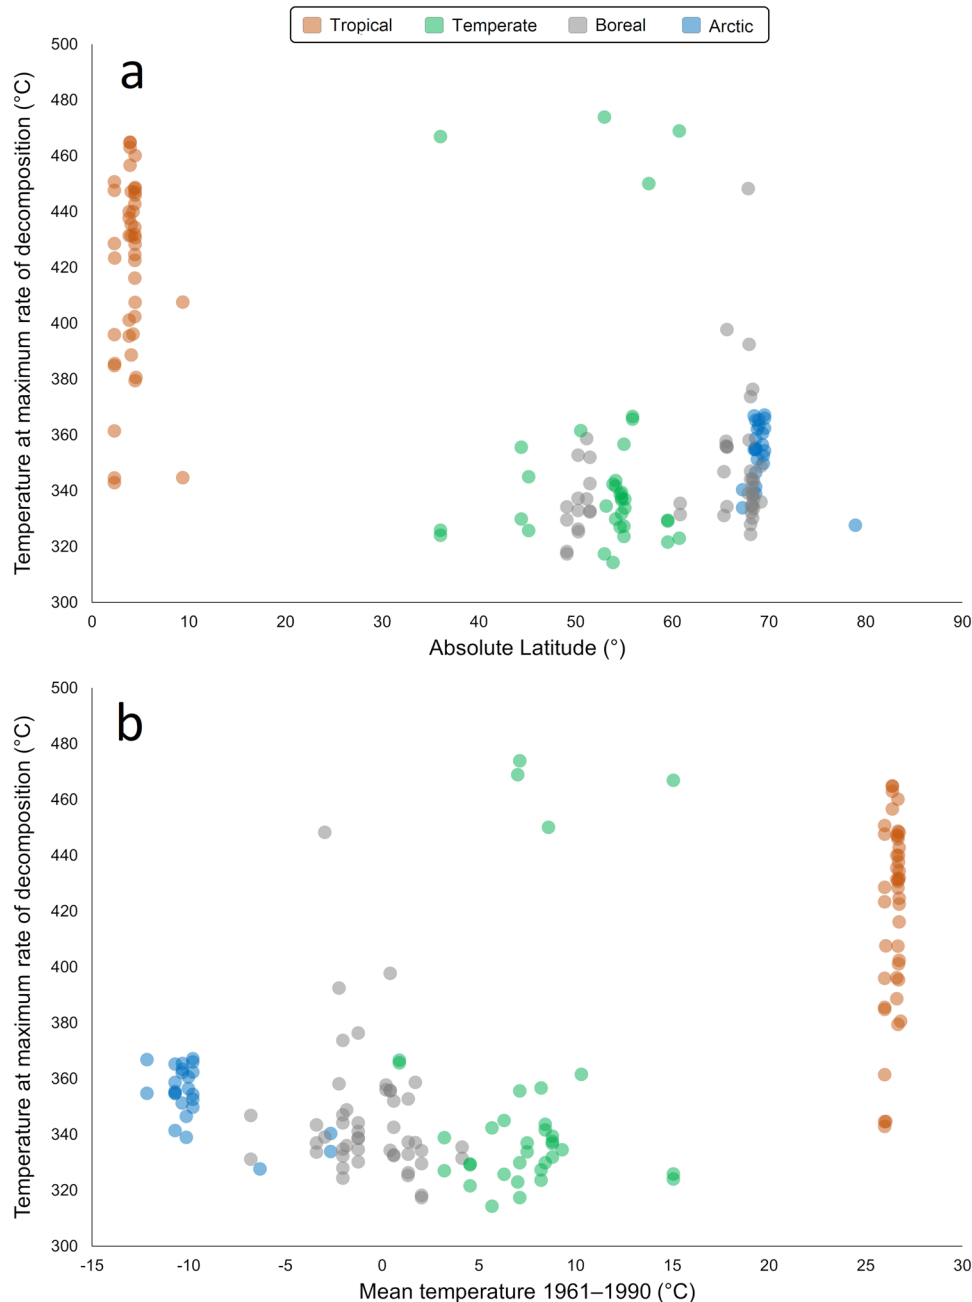 Tropical Temperate Boreal Arctic
a
Temperature at maximum rate of decomposition (°C)
500
480
460
440
420
400
380
360
340
320
300
0 10 20 30 40 50 60 70 80 90
Absolute Latitude (°)
b
Temperature at maximum rate of decomposition (°C)
500
480
460
440
420
400
380
360
340
320
300
-15 -10 -5 0 5 10 15 20 25 30
Mean temperature 1961–1990 (°C)